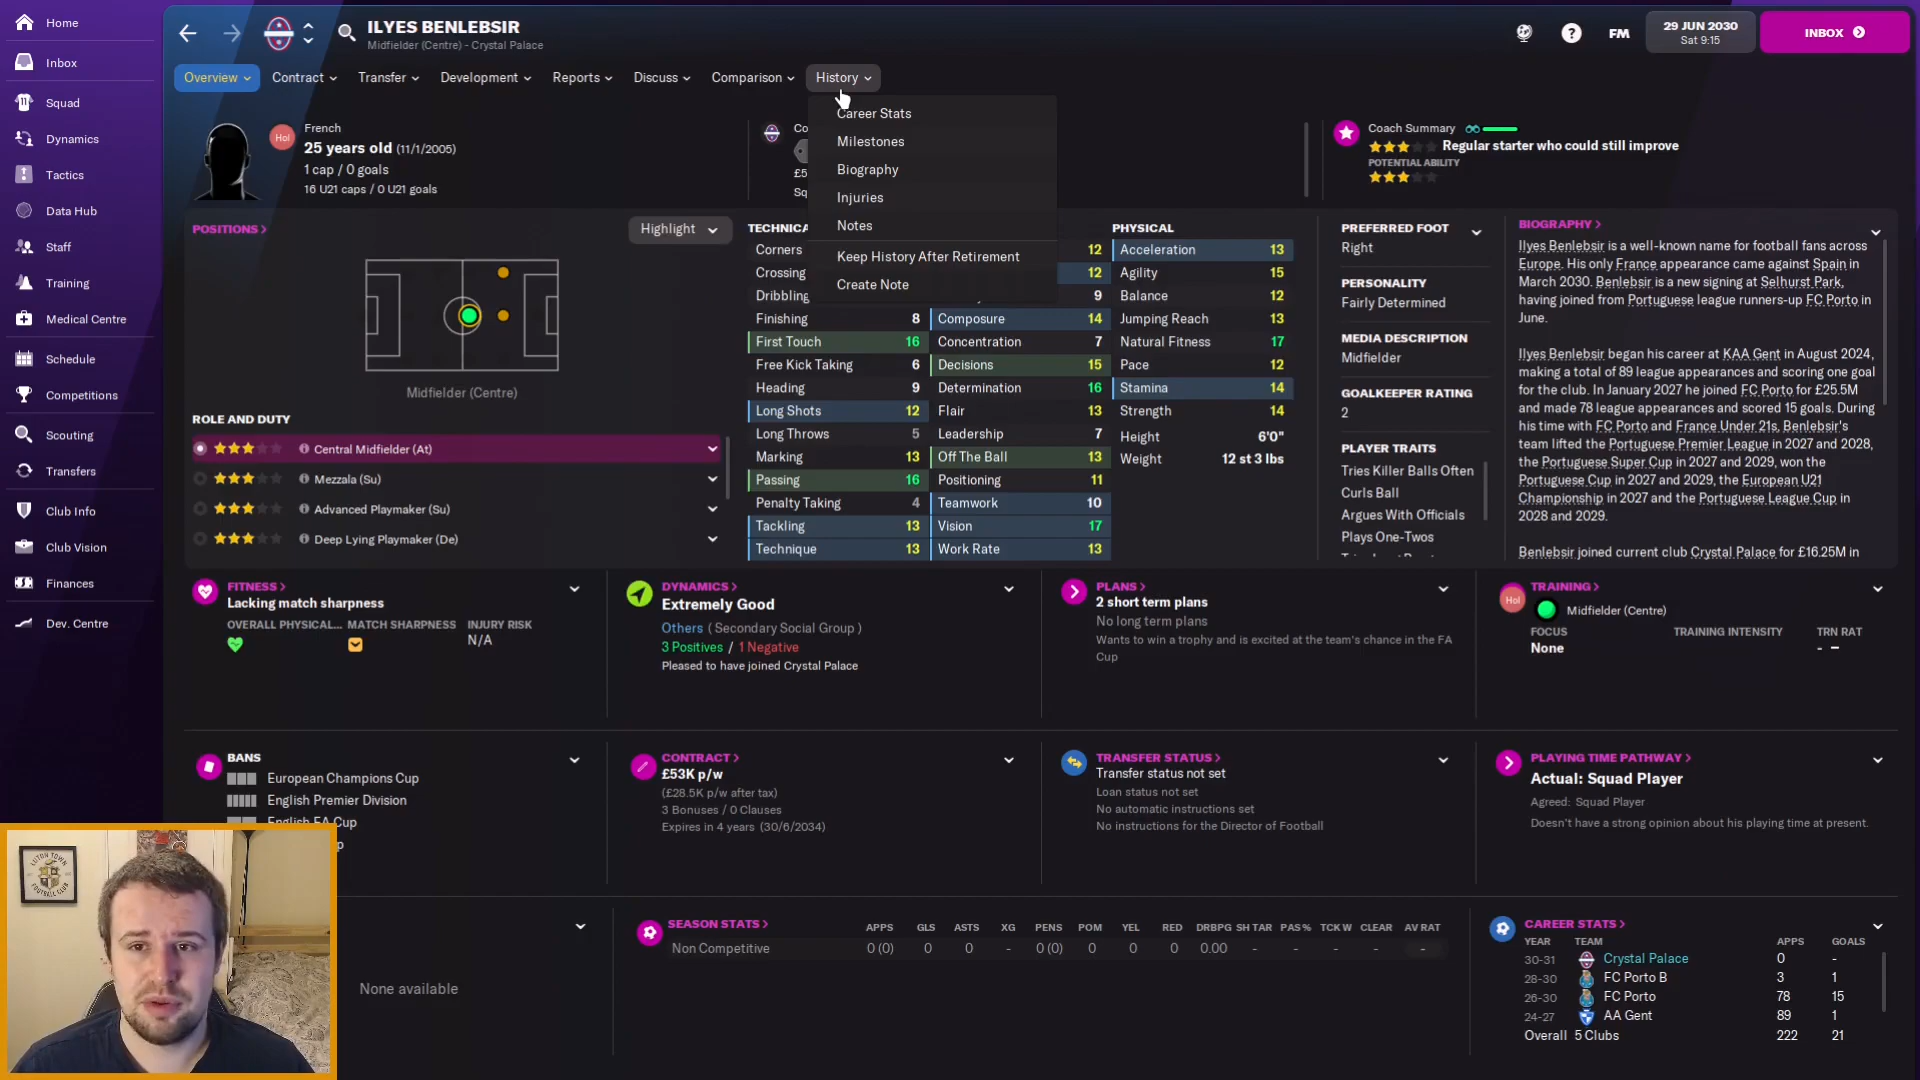 Home
Inbox
Squad
Dynamics
Tactics
Data Hub
Staff
Training
Medical Centre
Schedule
Competitions
Scouting
Transfers
Club Info
Club Vision
Finances
Dev. Centre
ILYES BENLEBSIR
Midfielder (Centre) - Crystal Palace
FM
29 JUN 2030
Sat 9:15
INBOX
Overview
Contract
Transfer
Development
Reports
Discuss
Comparison
History
Career Stats
Milestones
Biography
Injuries
Notes
Keep History After Retirement
Create Note
Hol
French
25 years old (11/1/2005)
1 cap / 0 goals
16 U21 caps / 0 U21 goals
Co
£5
Sq
Coach Summary
Regular starter who could still improve
POTENTIAL ABILITY
POSITIONS >
Highlight
Midfielder (Centre)
ROLE AND DUTY
Central Midfielder (At)
Mezzala (Su)
Advanced Playmaker (Su)
Deep Lying Playmaker (De)
TECHNICA
Corners
Crossing
Dribbling
Finishing 8
First Touch 16
Free Kick Taking 6
Heading 9
Long Shots 12
Long Throws 5
Marking 13
Passing 16
Penalty Taking 4
Tackling 13
Technique 13
12
12
9
Composure 14
Concentration 7
Decisions 15
Determination 16
Flair 13
Leadership 7
Off The Ball 13
Positioning 11
Teamwork 10
Vision 17
Work Rate 13
PHYSICAL
Acceleration 13
Agility 15
Balance 12
Jumping Reach 13
Natural Fitness 17
Pace 12
Stamina 14
Strength 14
Height 6'0"
Weight 12 st 3 lbs
PREFERRED FOOT
Right
PERSONALITY
Fairly Determined
MEDIA DESCRIPTION
Midfielder
GOALKEEPER RATING
2
PLAYER TRAITS
Tries Killer Balls Often
Curls Ball
Argues With Officials
Plays One-Twos
BIOGRAPHY >
Ilyes Benlebsir is a well-known name for football fans across
Europe. His only France appearance came against Spain in
March 2030. Benlebsir is a new signing at Selhurst Park,
having joined from Portuguese league runners-up FC Porto in
June.
Ilyes Benlebsir began his career at KAA Gent in August 2024,
making a total of 89 league appearances and scoring one goal
for the club. In January 2027 he joined FC Porto for £25.5M
and made 78 league appearances and scored 15 goals. During
his time with FC Porto and France Under 21s, Benlebsir's
team lifted the Portuguese Premier League in 2027 and 2028,
the Portuguese Super Cup in 2027 and 2029, won the
Portuguese Cup in 2027 and 2029, the European U21
Championship in 2027 and the Portuguese League Cup in
2028 and 2029.
Benlebsir joined current club Crystal Palace for £16.25M in
FITNESS >
Lacking match sharpness
OVERALL PHYSICAL... MATCH SHARPNESS INJURY RISK
N/A
DYNAMICS >
Extremely Good
Others ( Secondary Social Group )
3 Positives / 1 Negative
Pleased to have joined Crystal Palace
PLANS >
2 short term plans
No long term plans
Wants to win a trophy and is excited at the team's chance in the FA
Cup
Hol
TRAINING >
Midfielder (Centre)
FOCUS TRAINING INTENSITY TRN RAT
None - -
BANS
European Champions Cup
English Premier Division
English FA Cup
p
CONTRACT >
£53K p/w
(£28.5K p/w after tax)
3 Bonuses / 0 Clauses
Expires in 4 years (30/6/2034)
TRANSFER STATUS >
Transfer status not set
Loan status not set
No automatic instructions set
No instructions for the Director of Football
PLAYING TIME PATHWAY >
Actual: Squad Player
Agreed: Squad Player
Doesn't have a strong opinion about his playing time at present.
LUTON TOWN
FOOTBALL CLUB
None available
SEASON STATS > APPS GLS ASTS XG PENS POM YEL RED DRBPG SH TAR PAS% TCK W CLEAR AV RAT
Non Competitive 0 (0) 0 0 - 0 (0) 0 0 0 0.00 - - - - -
CAREER STATS >
YEAR TEAM APPS GOALS
30-31 Crystal Palace 0 -
28-30 FC Porto B 3 1
26-30 FC Porto 78 15
24-27 AA Gent 89 1
Overall 5 Clubs 222 21